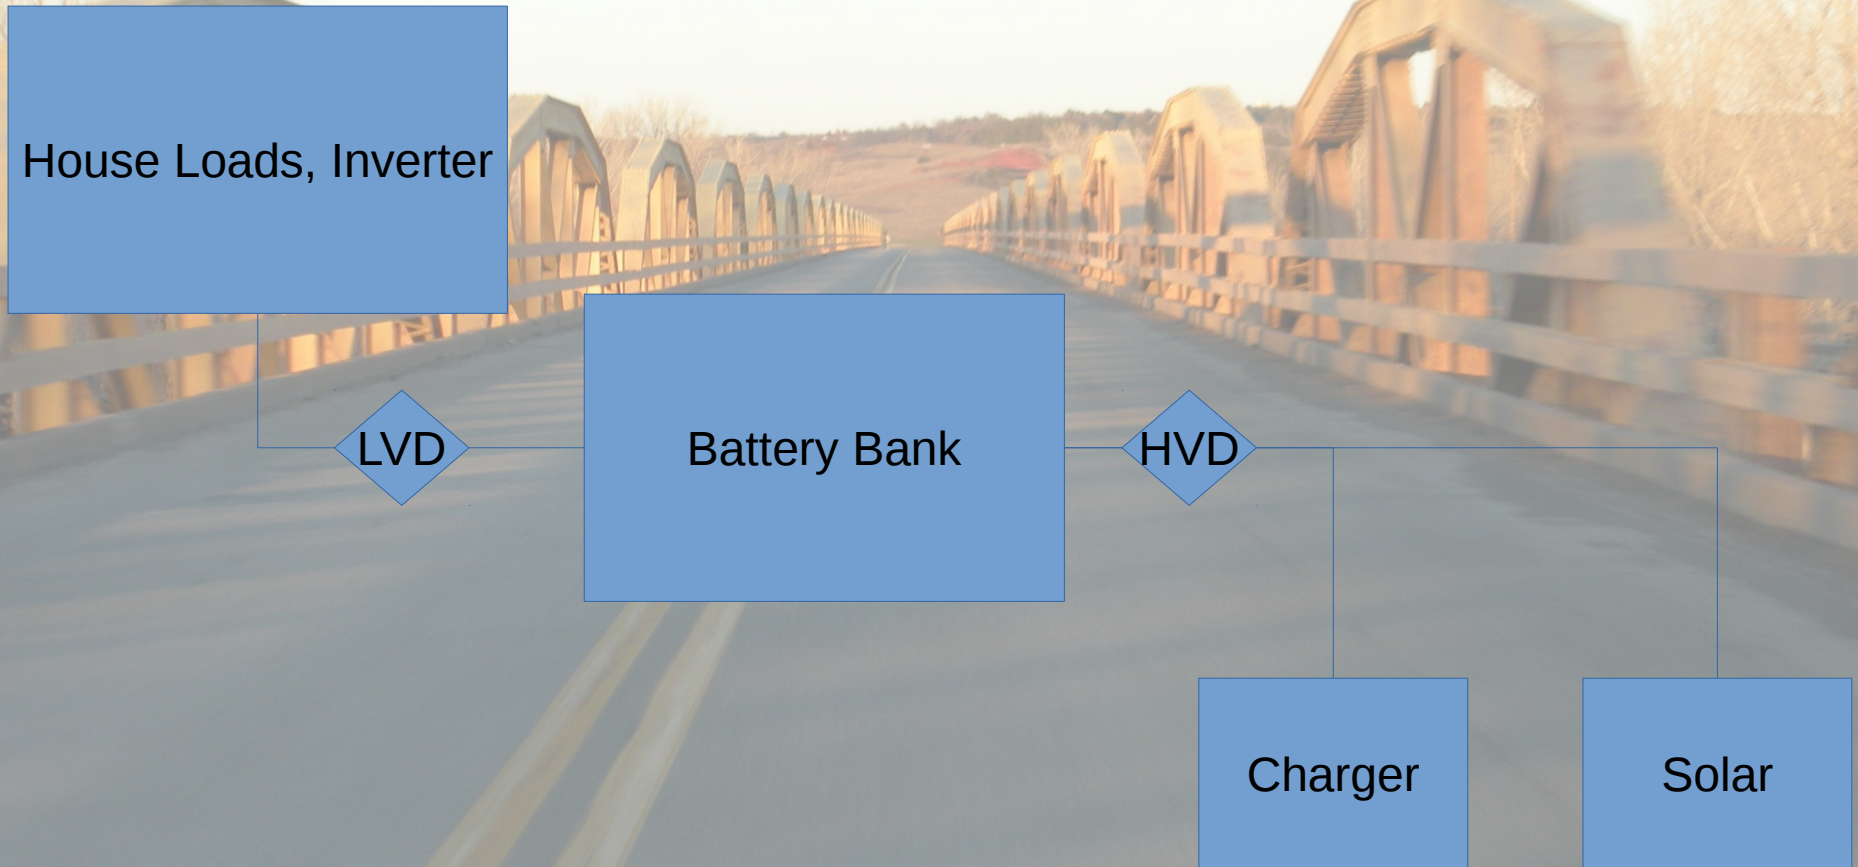 House Loads, Inverter
LVD
Battery Bank
HVD
Charger
Solar